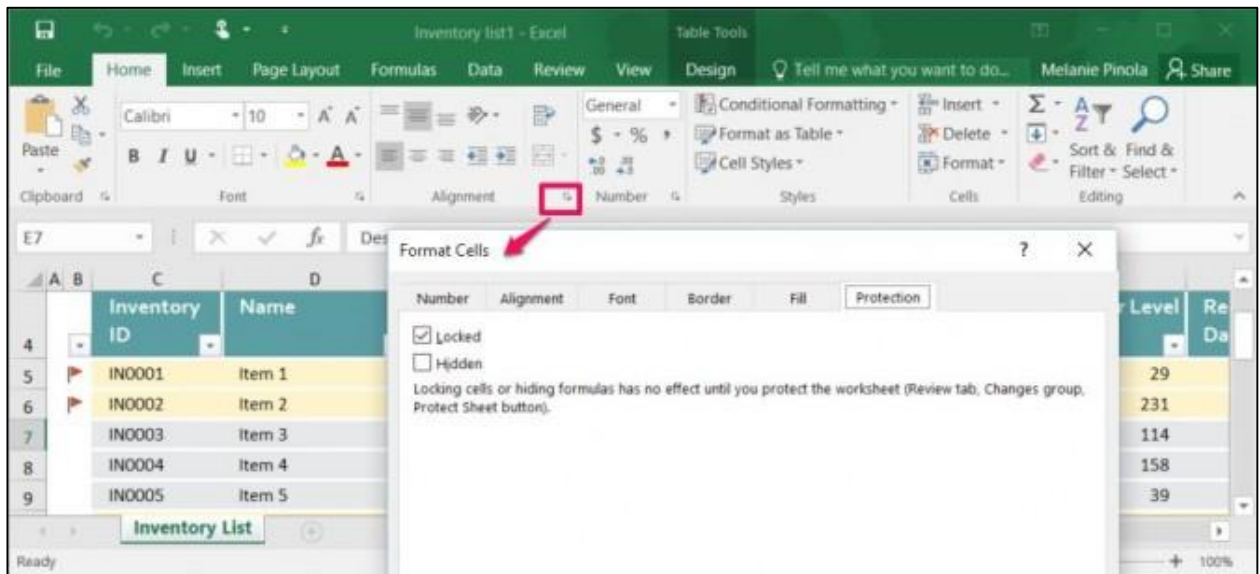 Inventory list1 - Excel
Table Tools
File Home Insert Page Layout Formulas Data Review View Design Tell me what you want to do... Melanie Pinola Share
Paste
Calibri 10 A A
B I U A
General
$ % ,
Conditional Formatting
Format as Table
Cell Styles
Insert
Delete
Format
Σ
A
Z
Sort & Filter
Find & Select
Clipboard Font Alignment Number Styles Cells Editing
E7 fx Des
Format Cells ? X
Number Alignment Font Border Fill Protection
Locked
Hidden
Locking cells or hiding formulas has no effect until you protect the worksheet (Review tab, Changes group,
Protect Sheet button).
A B C D
4 Inventory ID Name r Level Re Da
5 IN0001 Item 1 29
6 IN0002 Item 2 231
7 IN0003 Item 3 114
8 IN0004 Item 4 158
9 IN0005 Item 5 39
Inventory List
Ready 100%